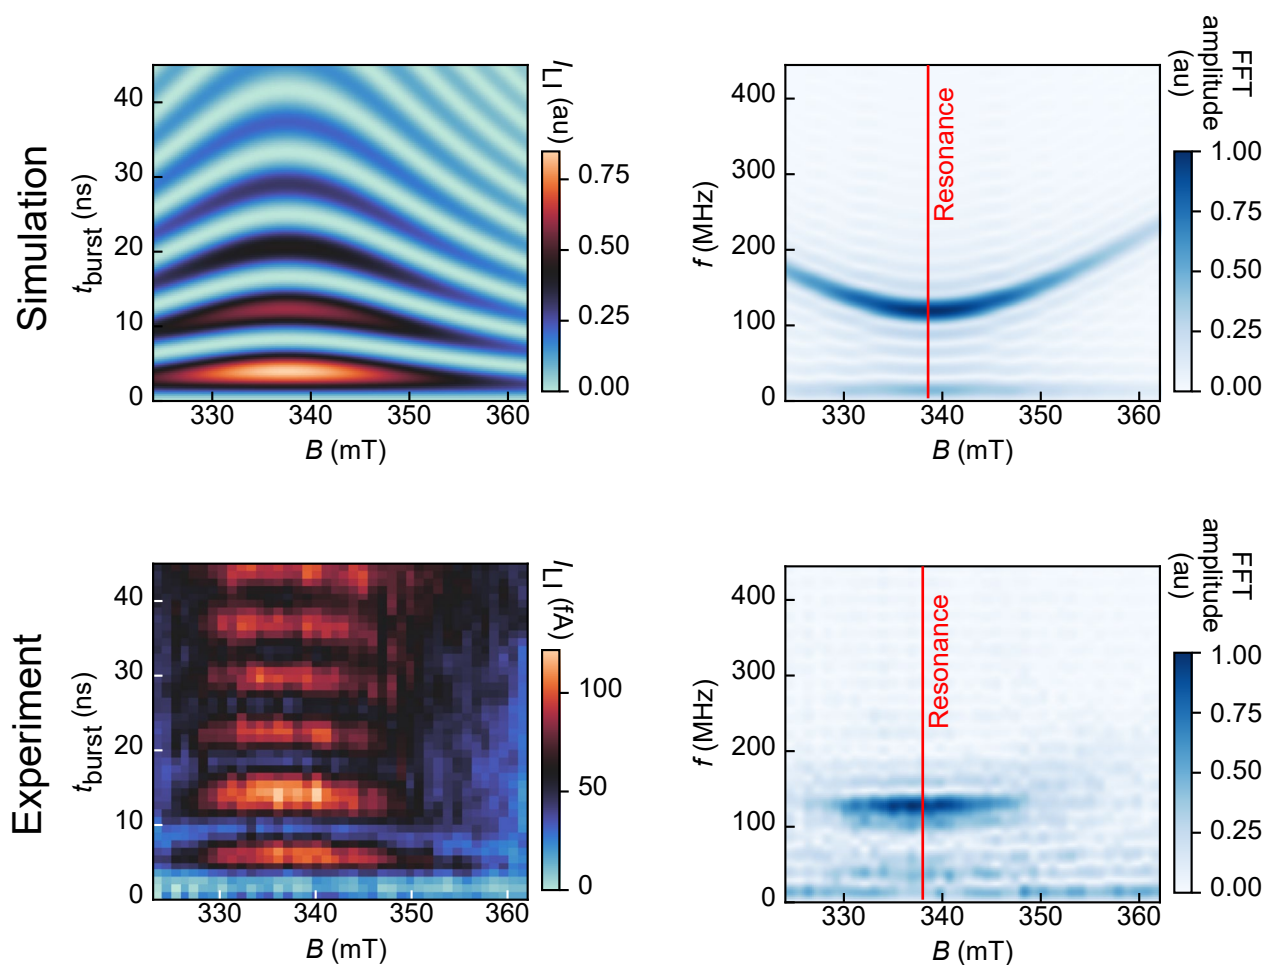 Simulation
t_burst (ns)
40
30
20
10
0
330
340
350
360
B (mT)
I_LI (au)
0.75
0.50
0.25
0.00
f (MHz)
400
300
200
100
0
Resonance
330
340
350
360
B (mT)
FFT
amplitude
(au)
1.00
0.75
0.50
0.25
0.00
Experiment
t_burst (ns)
40
30
20
10
0
330
340
350
360
B (mT)
I_LI (fA)
100
50
0
f (MHz)
400
300
200
100
0
Resonance
330
340
350
360
B (mT)
FFT
amplitude
(au)
1.00
0.75
0.50
0.25
0.00